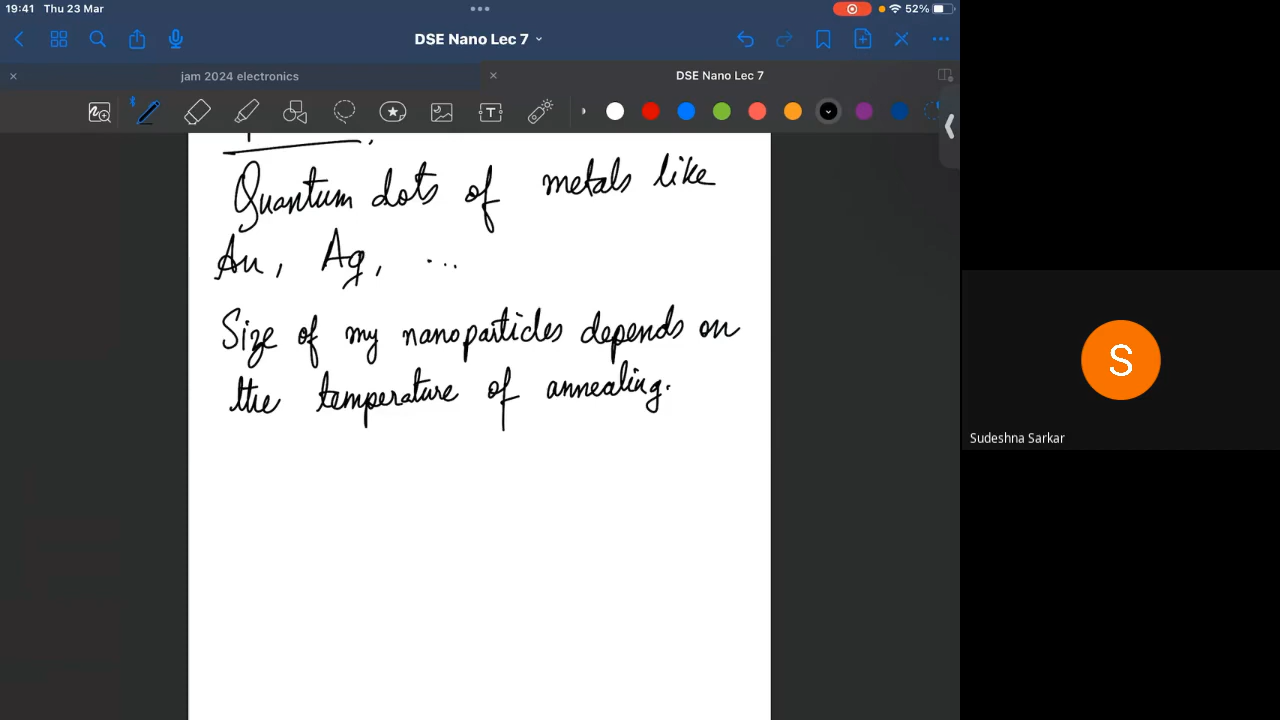 19:41 Thu 23 Mar
52%
DSE Nano Lec 7
jam 2024 electronics
DSE Nano Lec 7
Quantum dots of metals like
Au, Ag, ...
Size of my nanoparticles depends on
the temperature of annealing.
S
Sudeshna Sarkar